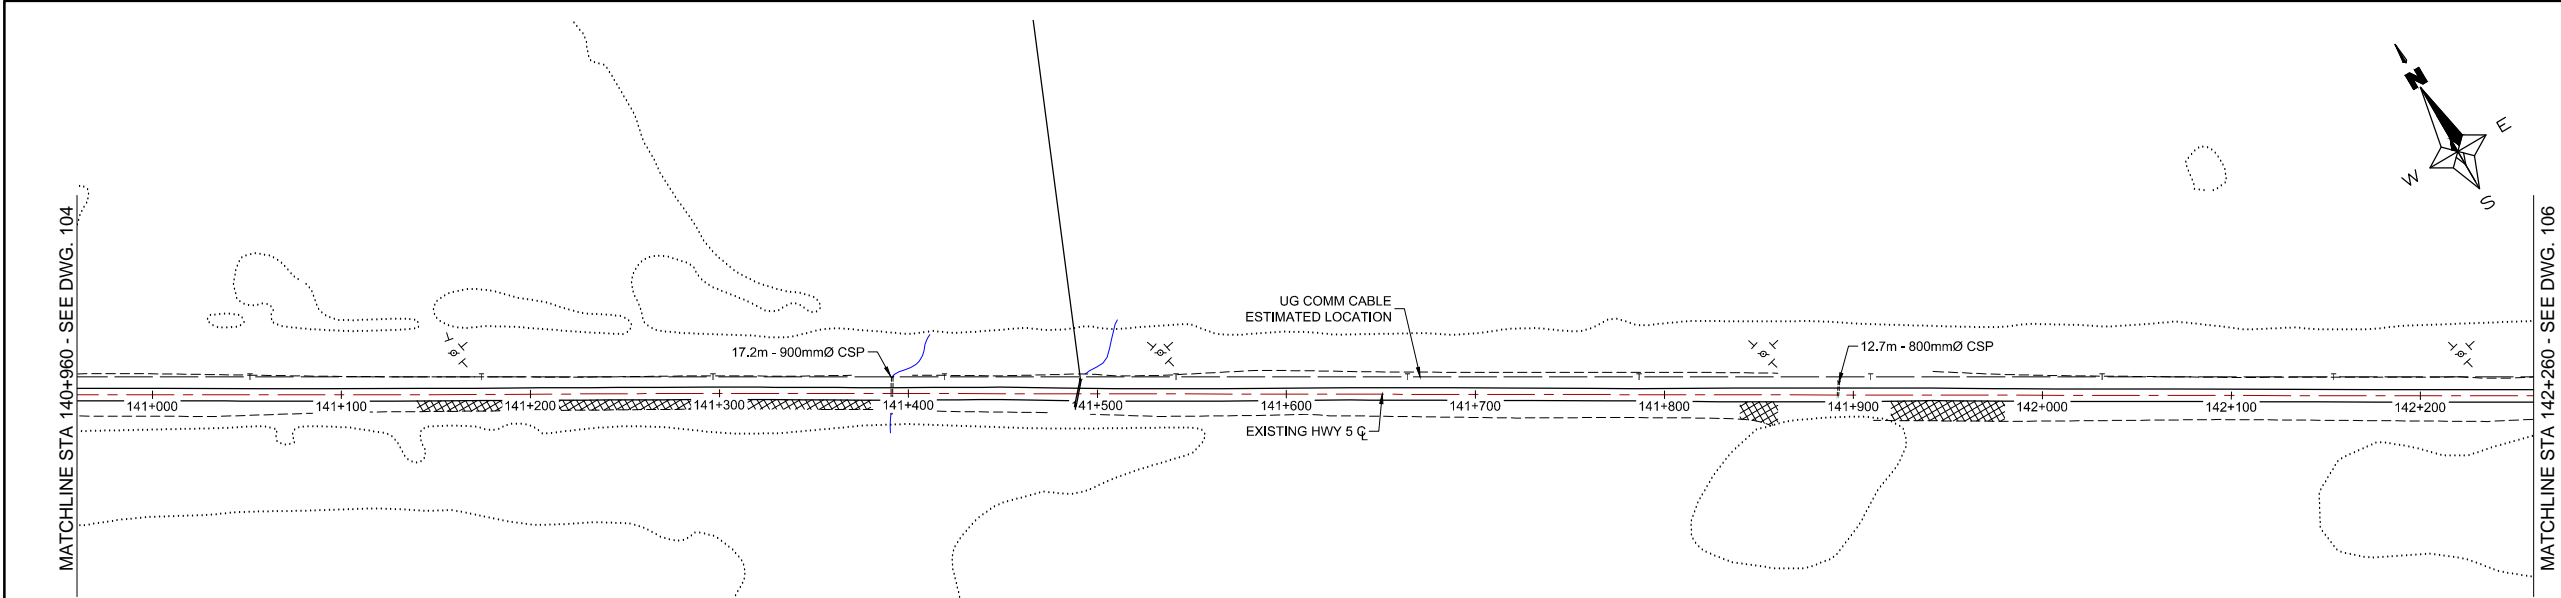 N
E
W
S
MATCHLINE STA 140+960 - SEE DWG. 104
MATCHLINE STA 142+260 - SEE DWG. 106
UG COMM CABLE
ESTIMATED LOCATION
17.2m - 900mmØ CSP
12.7m - 800mmØ CSP
141+000 141+100 141+200 141+300 141+400 141+500 141+600 141+700 141+800 141+900 142+000 142+100 142+200
EXISTING HWY 5 ℄